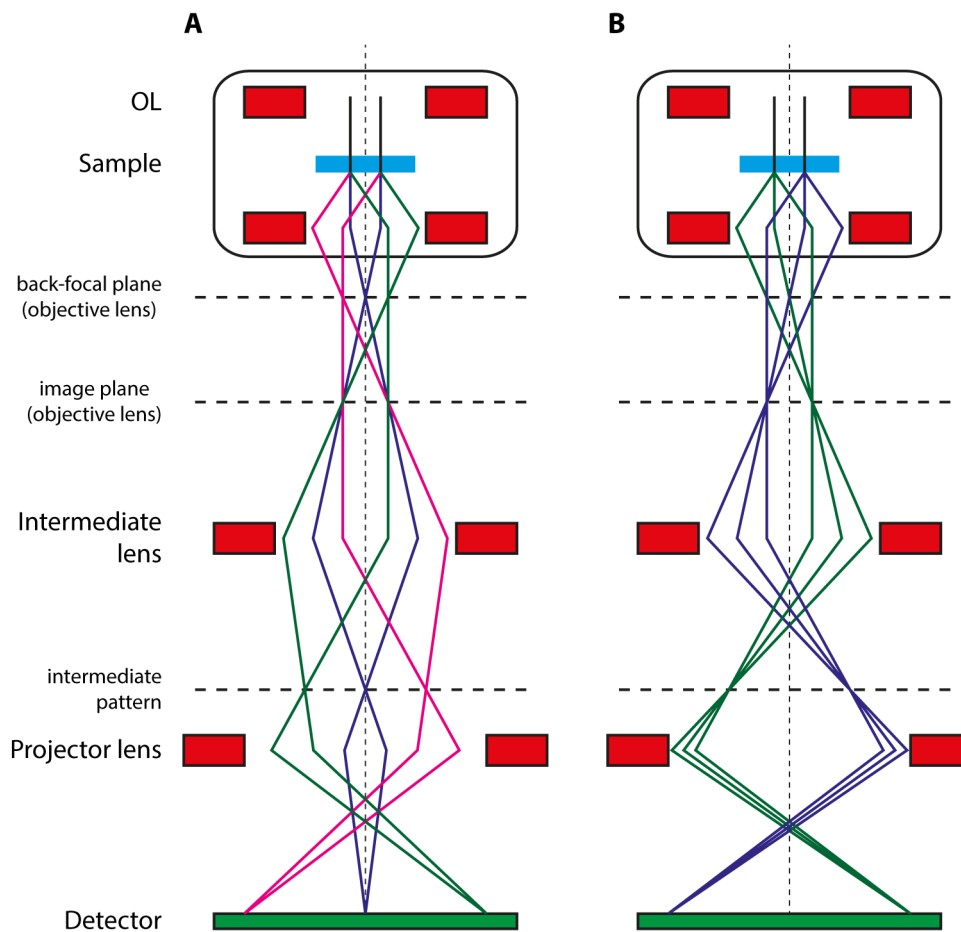 A
B
OL
Sample
back-focal plane
(objective lens)
image plane
(objective lens)
Intermediate
lens
intermediate
pattern
Projector lens
Detector